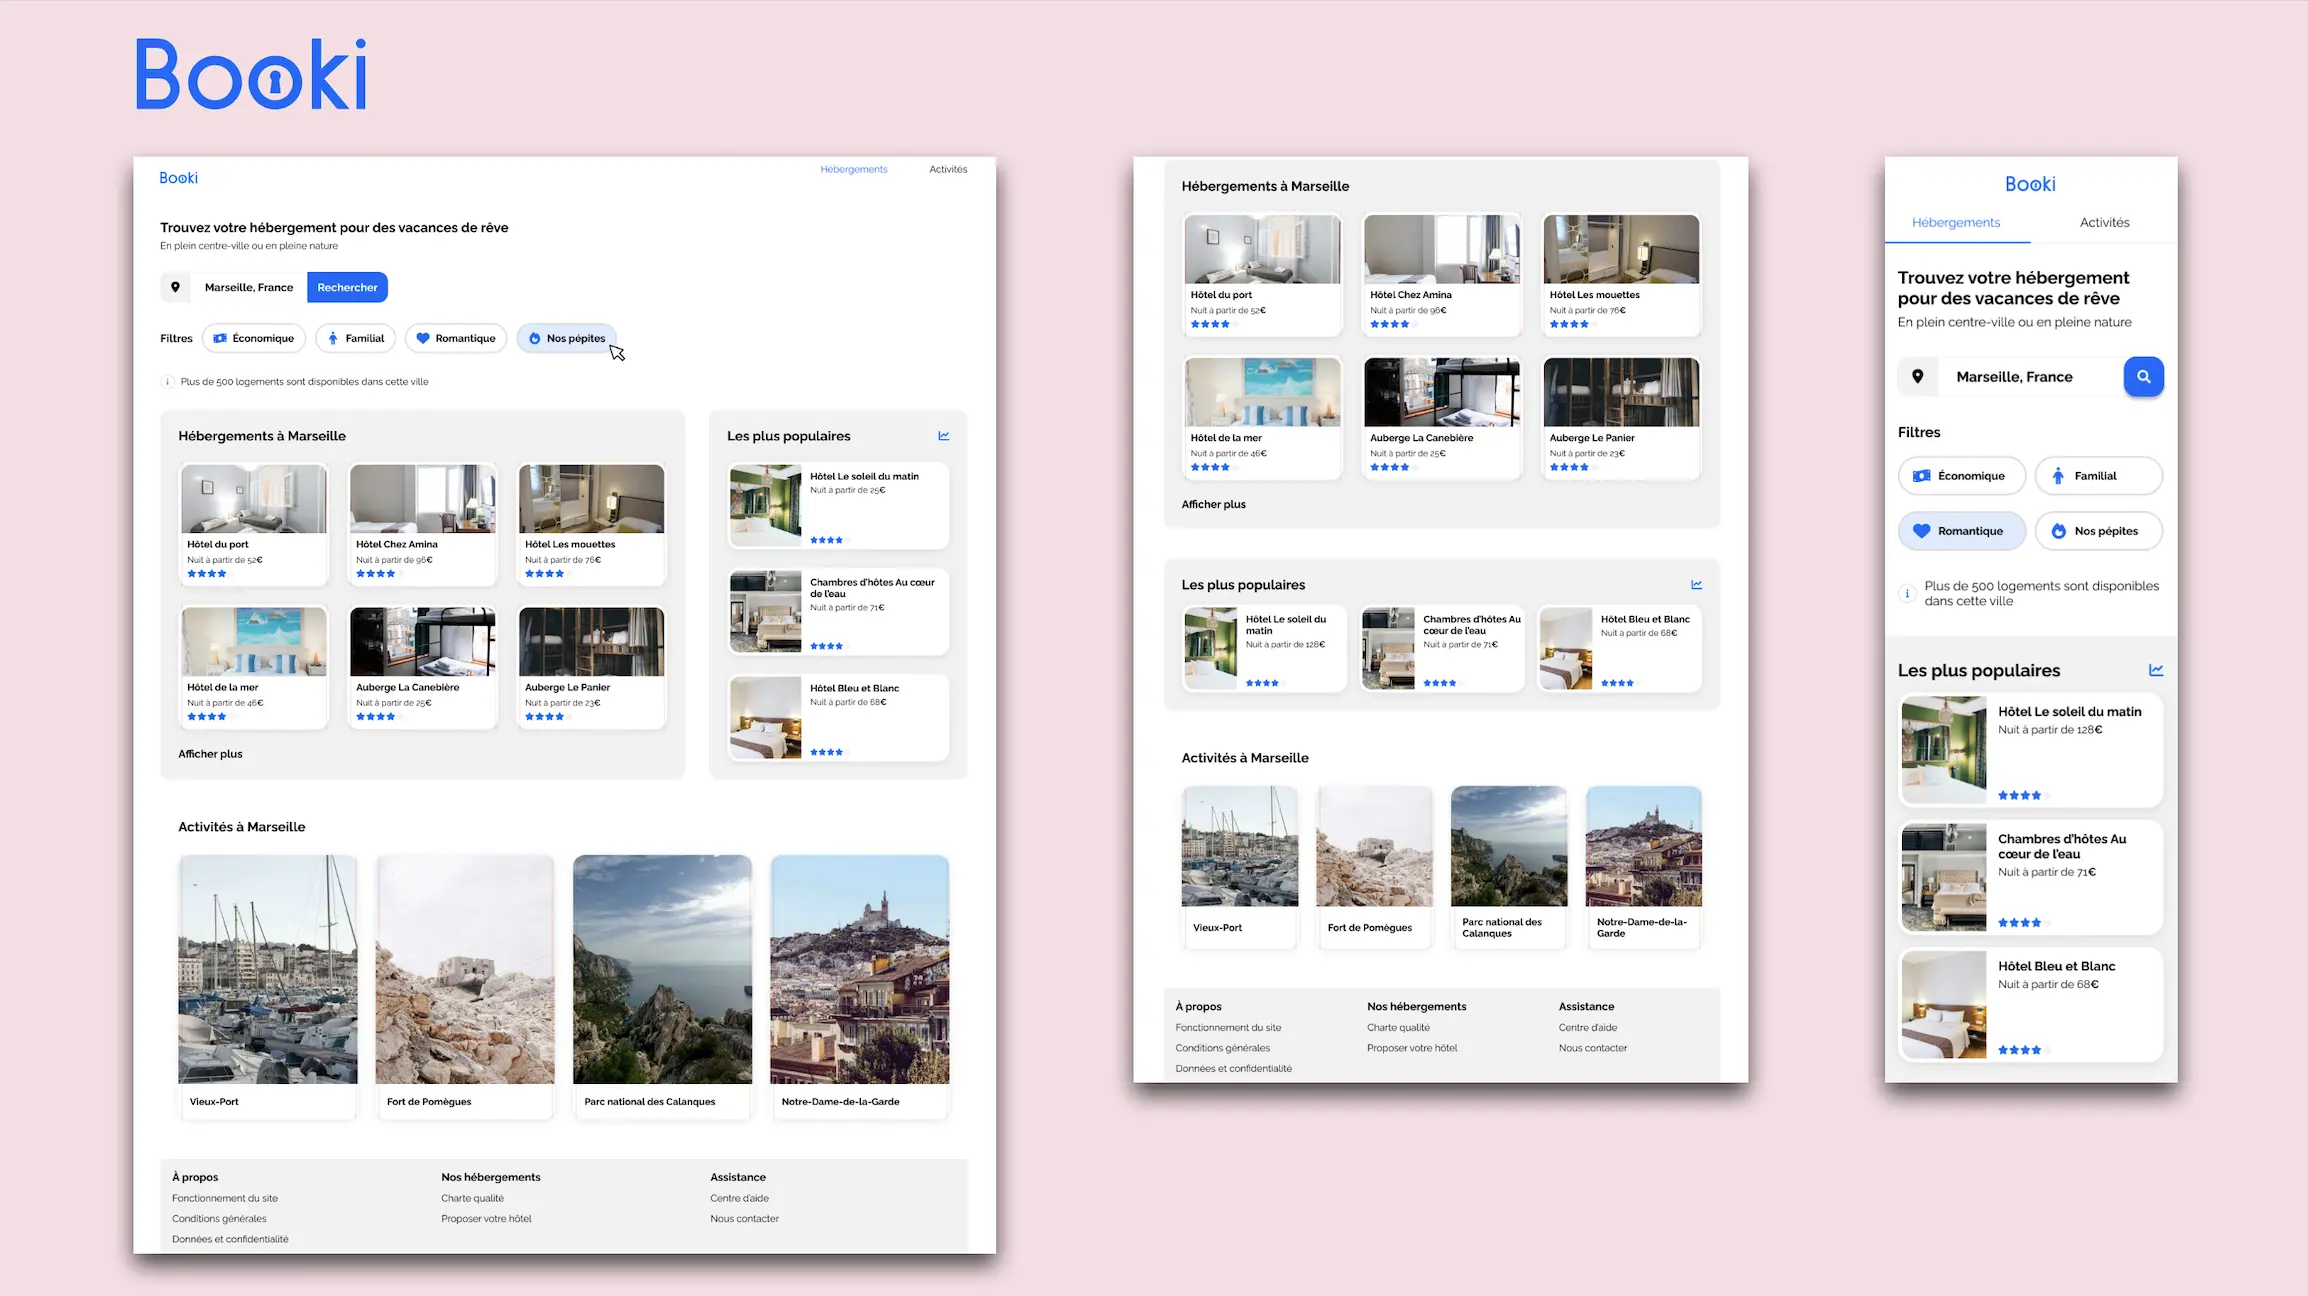 Booki
Booki
Hébergements
Activités
Trouvez votre hébergement pour des vacances de rêve
En plein centre-ville ou en pleine nature
Marseille, France
Rechercher
Filtres
Économique
Familial
Romantique
Nos pépites
Plus de 500 logements sont disponibles dans cette ville
Hébergements à Marseille
Hôtel du port
Nuit à partir de 52€
Hôtel Chez Amina
Nuit à partir de 96€
Hôtel Les mouettes
Nuit à partir de 76€
Hôtel de la mer
Nuit à partir de 46€
Auberge La Canebière
Nuit à partir de 25€
Auberge Le Panier
Nuit à partir de 23€
Afficher plus
Les plus populaires
Hôtel Le soleil du matin
Nuit à partir de 25€
Chambres d'hôtes Au cœur
de l'eau
Nuit à partir de 71€
Hôtel Bleu et Blanc
Nuit à partir de 68€
Activités à Marseille
Vieux-Port
Fort de Pomègues
Parc national des Calanques
Notre-Dame-de-la-Garde
À propos
Fonctionnement du site
Conditions générales
Données et confidentialité
Nos hébergements
Charte qualité
Proposer votre hôtel
Assistance
Centre d'aide
Nous contacter
Hébergements à Marseille
Hôtel du port
Nuit à partir de 52€
Hôtel Chez Amina
Nuit à partir de 96€
Hôtel Les mouettes
Nuit à partir de 76€
Hôtel de la mer
Nuit à partir de 46€
Auberge La Canebière
Nuit à partir de 25€
Auberge Le Panier
Nuit à partir de 23€
Afficher plus
Les plus populaires
Hôtel Le soleil du
matin
Nuit à partir de 128€
Chambres d'hôtes Au
cœur de l'eau
Nuit à partir de 71€
Hôtel Bleu et Blanc
Nuit à partir de 68€
Activités à Marseille
Vieux-Port
Fort de Pomègues
Parc national des
Calanques
Notre-Dame-de-la-
Garde
À propos
Fonctionnement du site
Conditions générales
Données et confidentialité
Nos hébergements
Charte qualité
Proposer votre hôtel
Assistance
Centre d'aide
Nous contacter
Booki
Hébergements
Activités
Trouvez votre hébergement
pour des vacances de rêve
En plein centre-ville ou en pleine nature
Marseille, France
Filtres
Économique
Familial
Romantique
Nos pépites
Plus de 500 logements sont disponibles
dans cette ville
Les plus populaires
Hôtel Le soleil du matin
Nuit à partir de 128€
Chambres d'hôtes Au
cœur de l'eau
Nuit à partir de 71€
Hôtel Bleu et Blanc
Nuit à partir de 68€